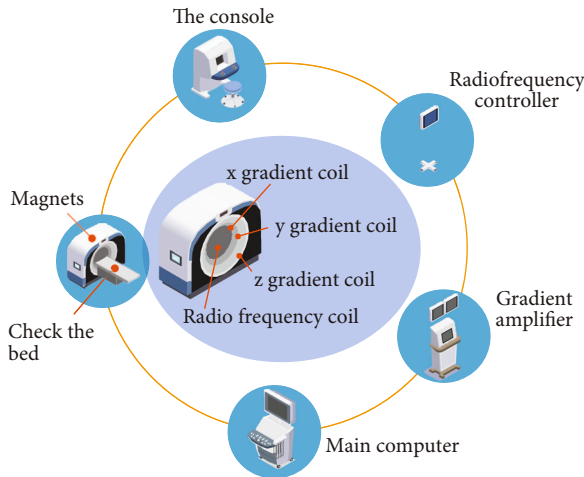 The console
Radiofrequency
controller
x gradient coil
Magnets
y gradient coil
z gradient coil
Radio frequency coil
Gradient
amplifier
Check the
bed
Main computer